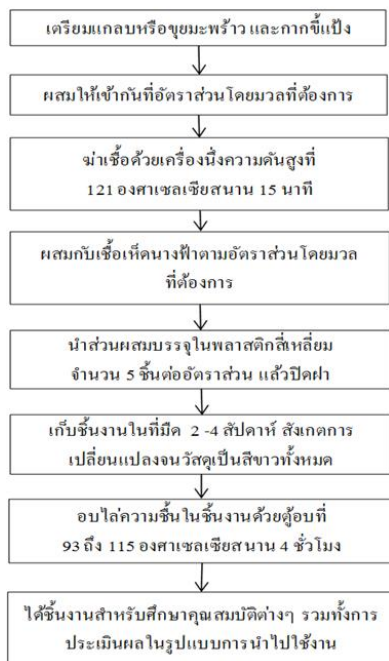 เตรียมแกลบหรือขุยมะพร้าว และกากขี้แป้ง
ผสมให้เข้ากันที่อัตราส่วนโดยมวลที่ต้องการ
ฆ่าเชื้อด้วยเครื่องนึ่งความดันสูงที่
121 องศาเซลเซียสนาน 15 นาที
ผสมกับเชื้อเห็ดนางฟ้าตามอัตราส่วนโดยมวล
ที่ต้องการ
นำส่วนผสมบรรจุในพลาสติกสี่เหลี่ยม
จำนวน 5 ชิ้นต่ออัตราส่วน แล้วปิดฝา
เก็บชิ้นงานในที่มืด 2 -4 สัปดาห์ สังเกตการ
เปลี่ยนแปลงจนวัสดุเป็นสีขาวทั้งหมด
อบไล่ความชื้นในชิ้นงานด้วยตู้อบที่
93 ถึง 115 องศาเซลเซียสนาน 4 ชั่วโมง
ได้ชิ้นงานสำหรับศึกษาคุณสมบัติต่างๆ รวมทั้งการ
ประเมินผลในรูปแบบการนำไปใช้งาน